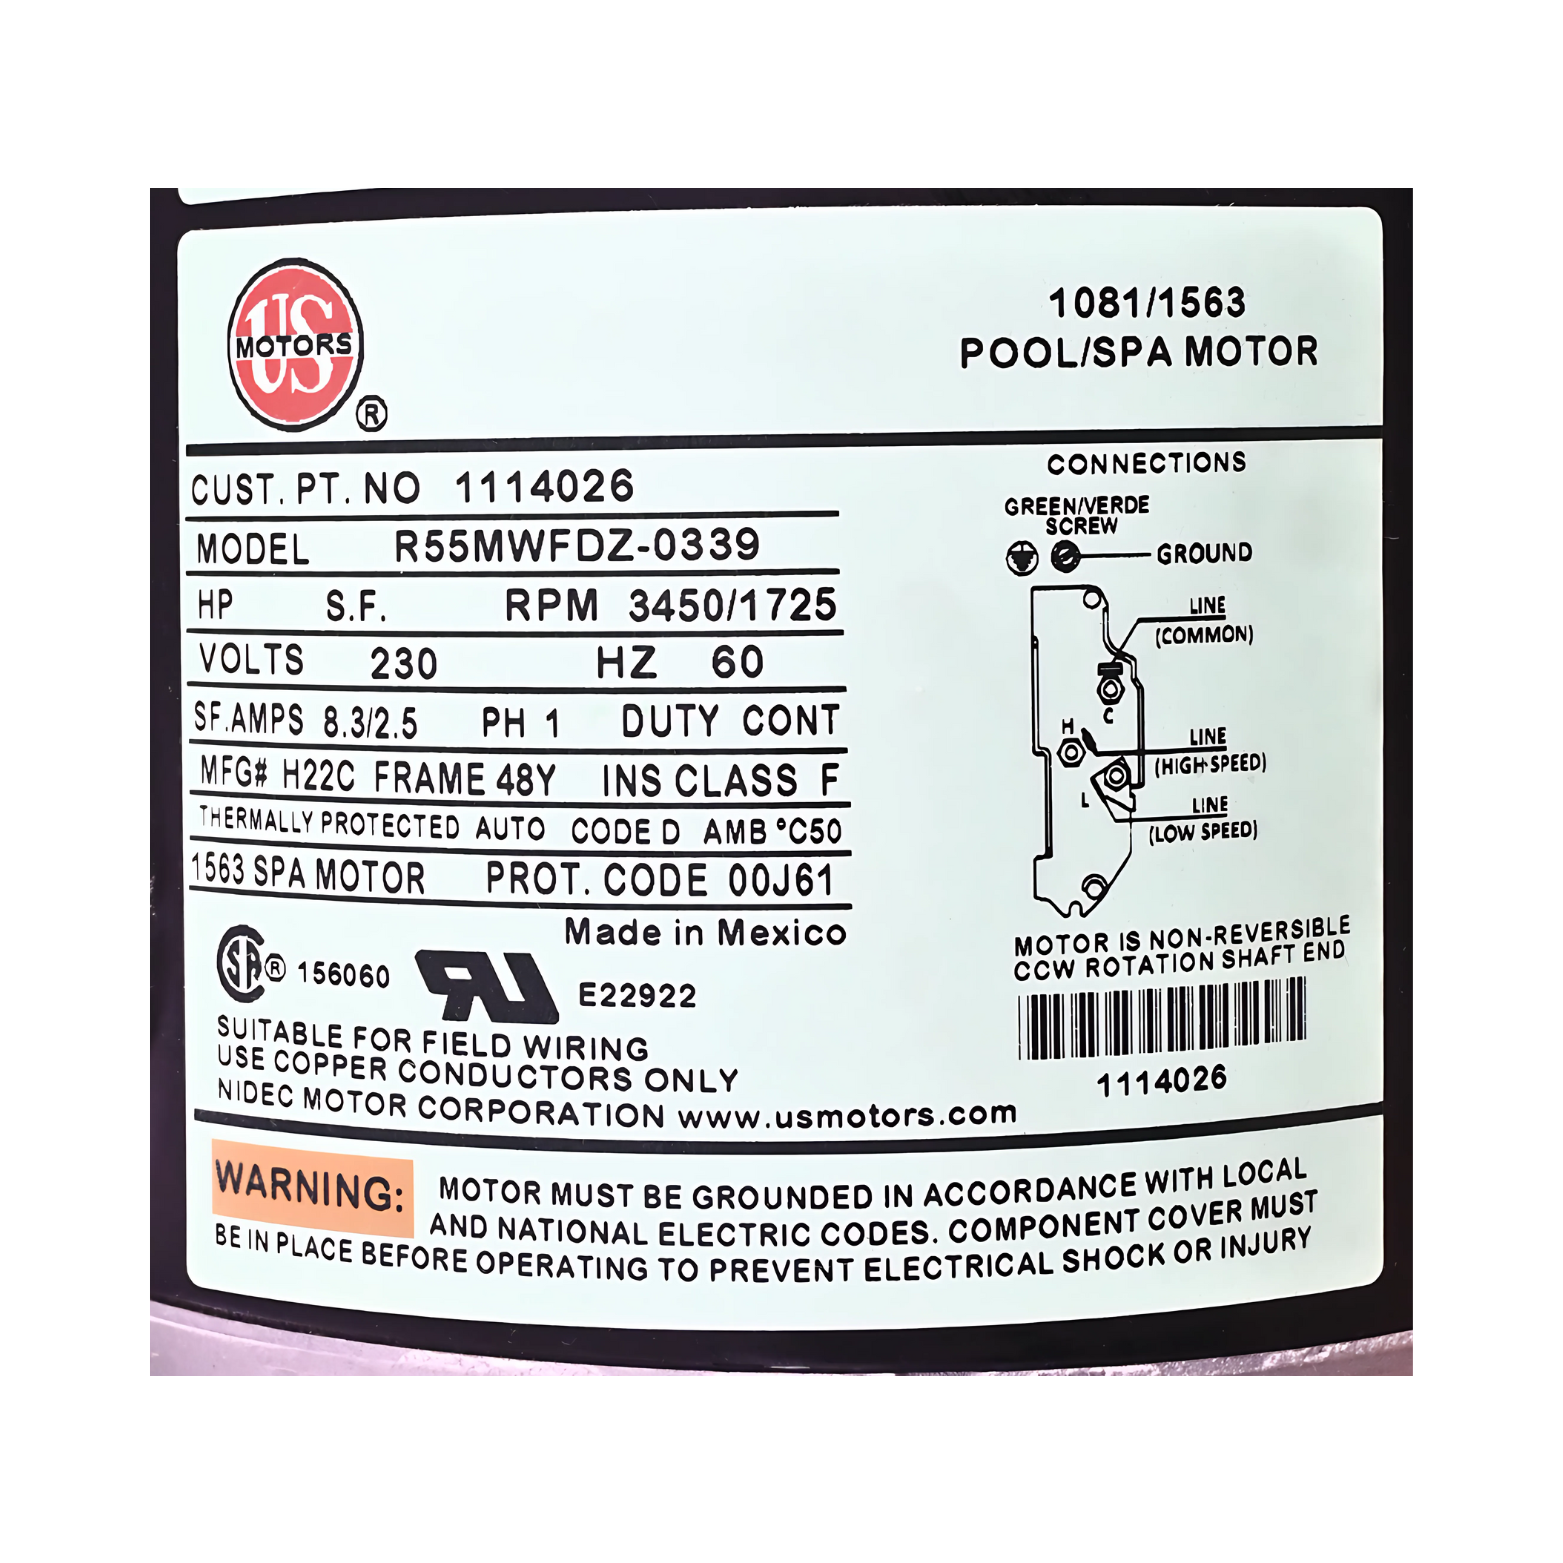 US
MOTORS
®
1081/1563
POOL/SPA MOTOR
CUST. PT. NO 1114026
MODEL R55MWFDZ-0339
HP S.F. RPM 3450/1725
VOLTS 230 HZ 60
SF.AMPS 8.3/2.5 PH 1 DUTY CONT
MFG# H22C FRAME 48Y INS CLASS F
THERMALLY PROTECTED AUTO CODE D AMB °C50
1563 SPA MOTOR PROT. CODE 00J61
Made in Mexico
SA ® 156060 RU E22922
SUITABLE FOR FIELD WIRING
USE COPPER CONDUCTORS ONLY
NIDEC MOTOR CORPORATION www.usmotors.com
CONNECTIONS
GREEN/VERDE
SCREW
GROUND
LINE
(COMMON)
C
H
LINE
(HIGH SPEED)
L
LINE
(LOW SPEED)
MOTOR IS NON-REVERSIBLE
CCW ROTATION SHAFT END
1114026
WARNING: MOTOR MUST BE GROUNDED IN ACCORDANCE WITH LOCAL
AND NATIONAL ELECTRIC CODES. COMPONENT COVER MUST
BE IN PLACE BEFORE OPERATING TO PREVENT ELECTRICAL SHOCK OR INJURY